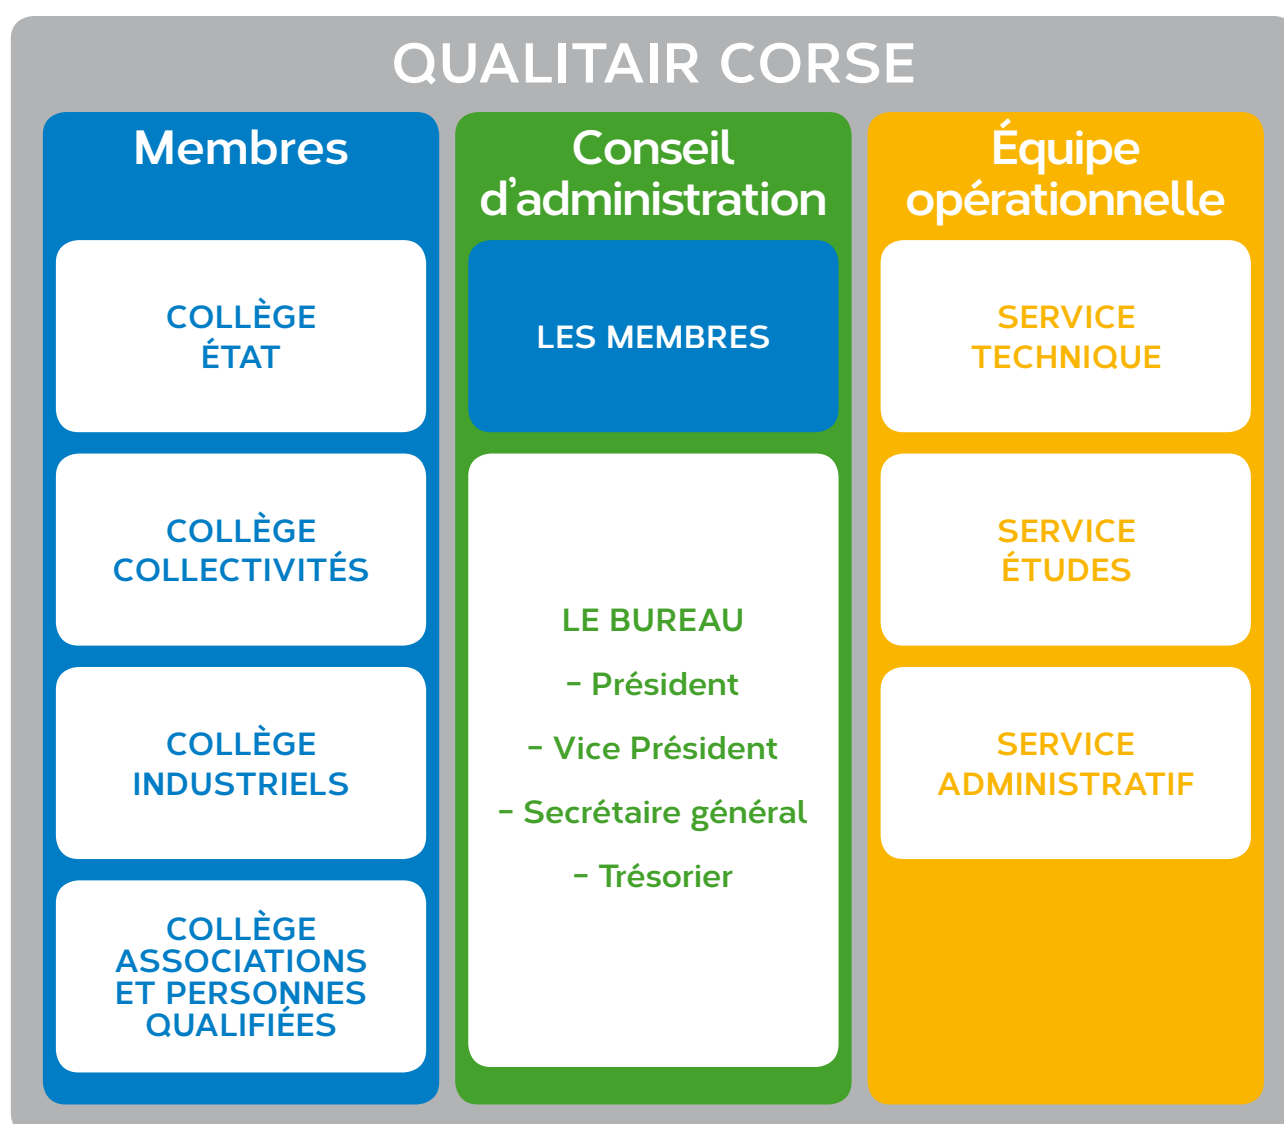 QUALITAIR CORSE
Membres
COLLÈGE
ÉTAT
COLLÈGE
COLLECTIVITÉS
COLLÈGE
INDUSTRIELS
COLLÈGE
ASSOCIATIONS
ET PERSONNES
QUALIFIÉES
Conseil
d'administration
LES MEMBRES
LE BUREAU
- Président
- Vice Président
- Secrétaire général
- Trésorier
Équipe
opérationnelle
SERVICE
TECHNIQUE
SERVICE
ÉTUDES
SERVICE
ADMINISTRATIF